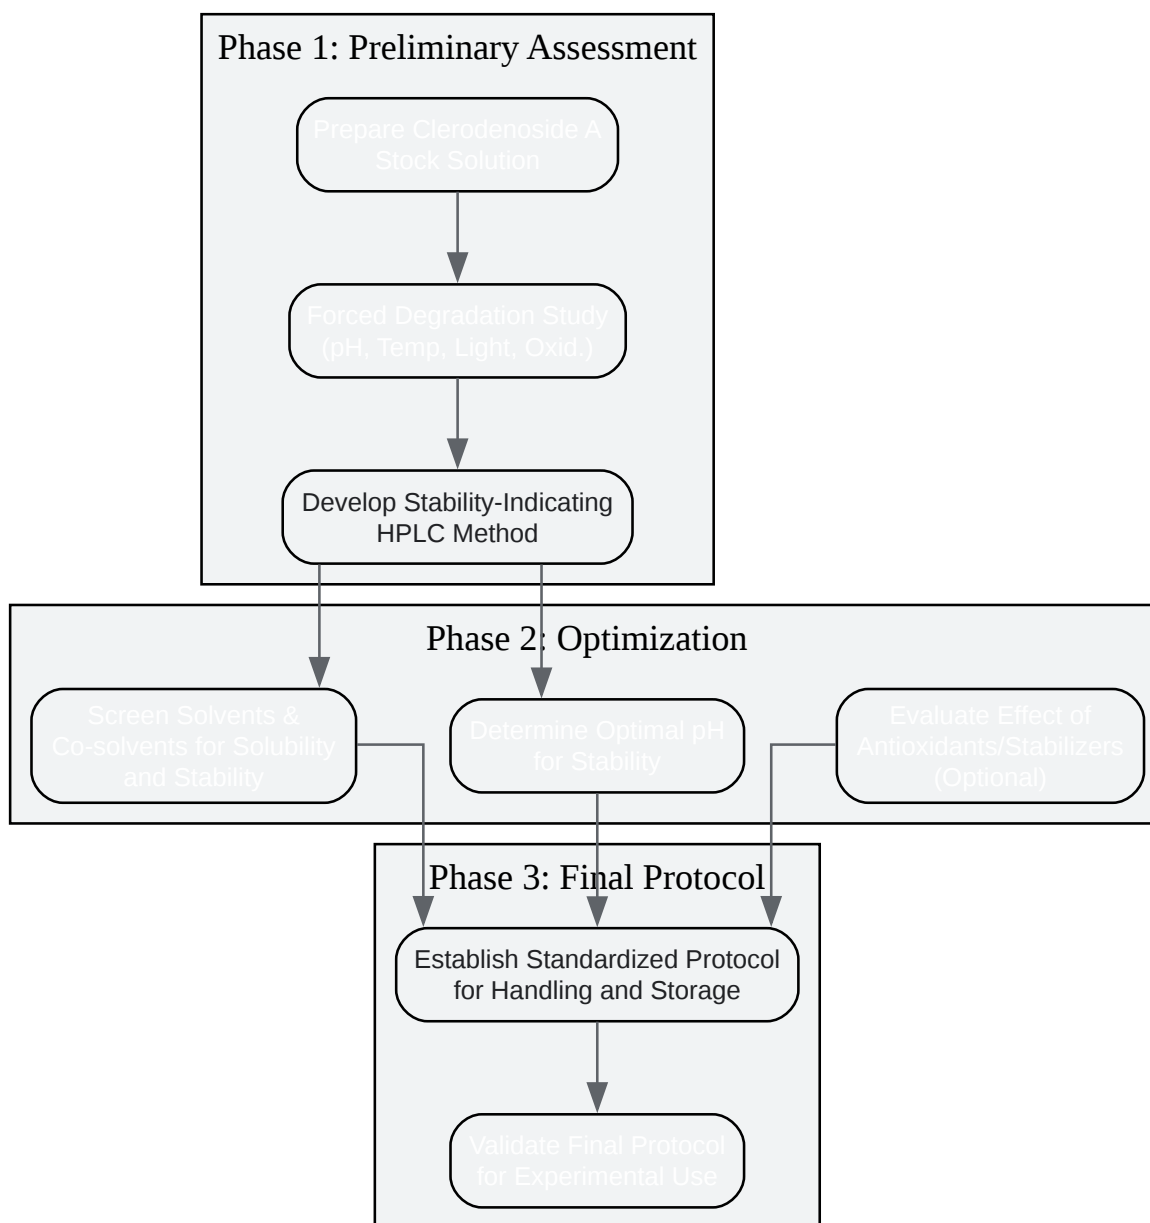 Phase 1: Preliminary Assessment
Prepare Clerodenoside A
Stock Solution
Forced Degradation Study
(pH, Temp, Light, Oxid.)
Develop Stability-Indicating
HPLC Method
Phase 2: Optimization
Screen Solvents &
Co-solvents for Solubility
and Stability
Determine Optimal pH
for Stability
Evaluate Effect of
Antioxidants/Stabilizers
(Optional)
Phase 3: Final Protocol
Establish Standardized Protocol
for Handling and Storage
Validate Final Protocol
for Experimental Use